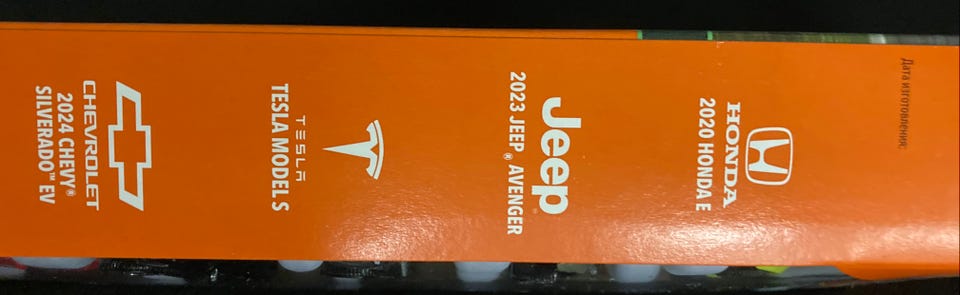 Дата изготовления:
HONDA
2020 HONDA E
Jeep®
2023 JEEP® AVENGER
TESLA
TESLA MODEL S
CHEVROLET
2024 CHEVY®
SILVERADO™ EV